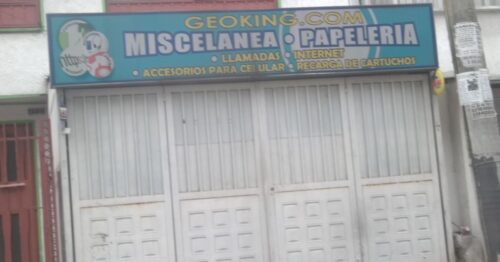 GEOKING.COM
MISCELANEA • PAPELERIA
• LLAMADAS • INTERNET
• ACCESORIOS PARA CELULAR • RECARGA DE CARTUCHOS